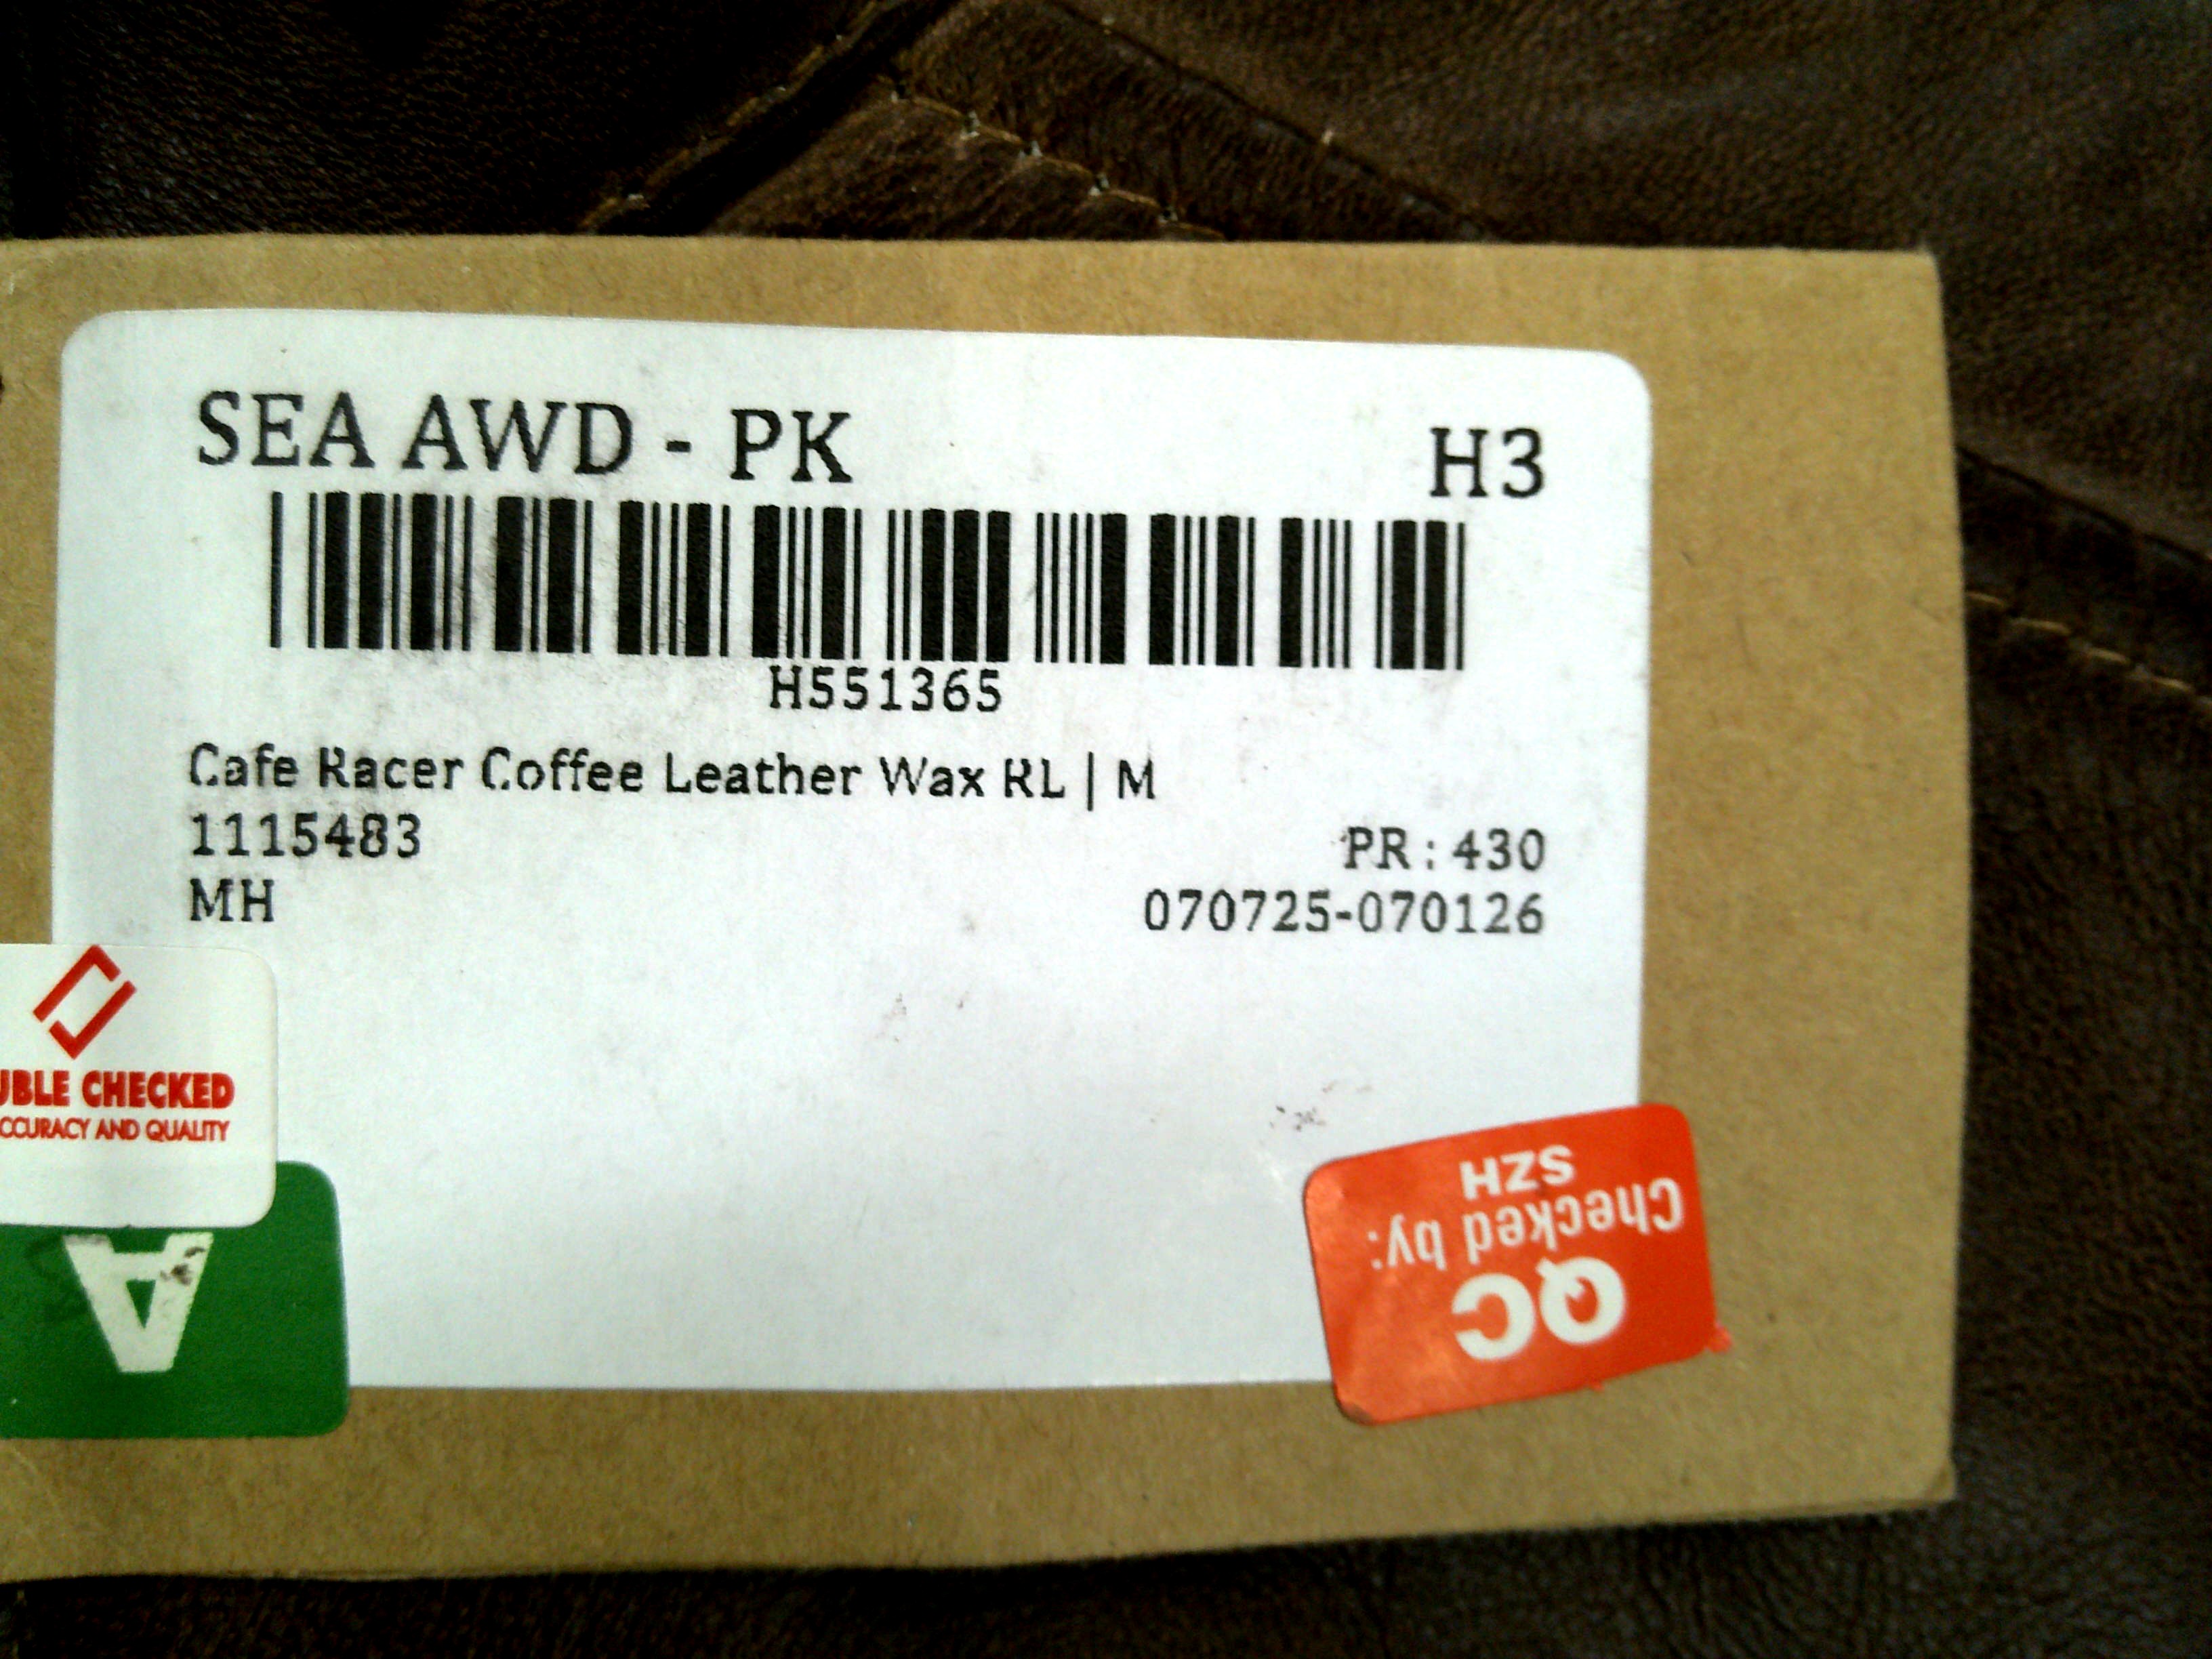 SEA AWD - PK
H3
H551365
Cafe Racer Coffee Leather Wax RL | M
1115483
PR : 430
MH
070725-070126
UBLE CHECKED
CCURACY AND QUALITY
A
QC
Checked by:
SZH